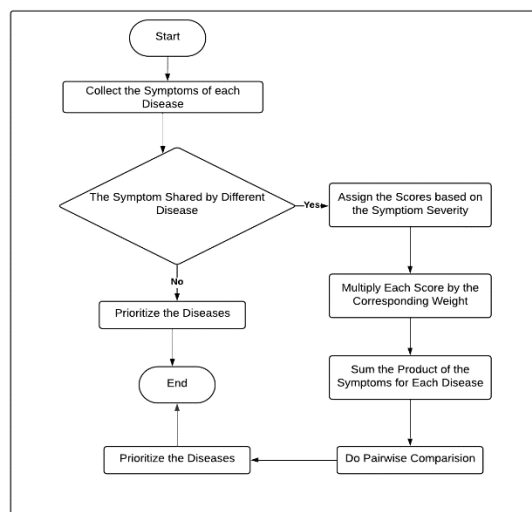 Start
Collect the Symptoms of each
Disease
The Symptom Shared by Different
Disease
Yes
Assign the Scores based on
the Symptiom Severity
No
Multiply Each Score by the
Corresponding Weight
Prioritize the Diseases
End
Sum the Product of the
Symptoms for Each Disease
Prioritize the Diseases
Do Pairwise Comparision